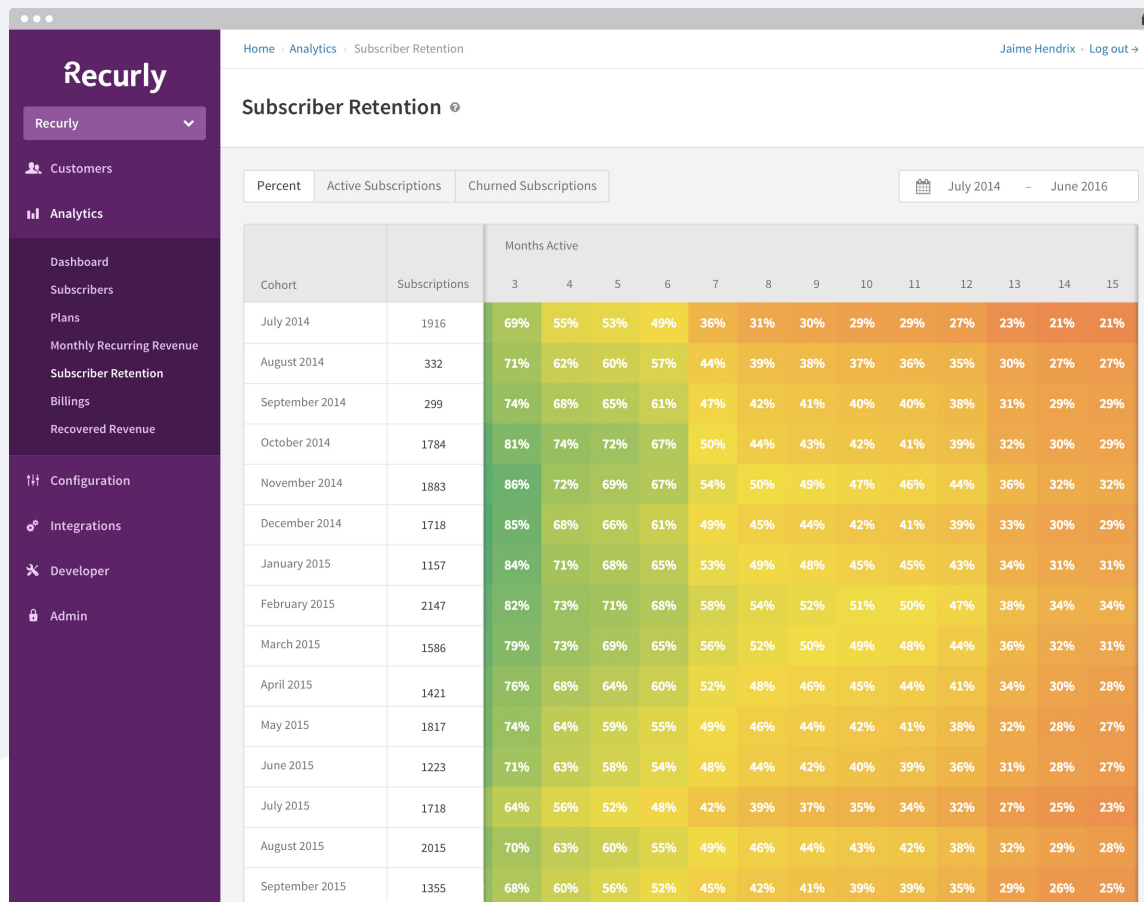 Home › Analytics › Subscriber Retention
Jaime Hendrix • Log out →
Recurly
Recurly
Customers
Analytics
Dashboard
Subscribers
Plans
Monthly Recurring Revenue
Subscriber Retention
Billings
Recovered Revenue
Configuration
Integrations
Developer
Admin
Subscriber Retention ?
Percent Active Subscriptions Churned Subscriptions
July 2014 – June 2016
Months Active
Cohort Subscriptions 3 4 5 6 7 8 9 10 11 12 13 14 15
July 2014 1916 69% 55% 53% 49% 36% 31% 30% 29% 29% 27% 23% 21% 21%
August 2014 332 71% 62% 60% 57% 44% 39% 38% 37% 36% 35% 30% 27% 27%
September 2014 299 74% 68% 65% 61% 47% 42% 41% 40% 40% 38% 31% 29% 29%
October 2014 1784 81% 74% 72% 67% 50% 44% 43% 42% 41% 39% 32% 30% 29%
November 2014 1883 86% 72% 69% 67% 54% 50% 49% 47% 46% 44% 36% 32% 32%
December 2014 1718 85% 68% 66% 61% 49% 45% 44% 42% 41% 39% 33% 30% 29%
January 2015 1157 84% 71% 68% 65% 53% 49% 48% 45% 45% 43% 34% 31% 31%
February 2015 2147 82% 73% 71% 68% 58% 54% 52% 51% 50% 47% 38% 34% 34%
March 2015 1586 79% 73% 69% 65% 56% 52% 50% 49% 48% 44% 36% 32% 31%
April 2015 1421 76% 68% 64% 60% 52% 48% 46% 45% 44% 41% 34% 30% 28%
May 2015 1817 74% 64% 59% 55% 49% 46% 44% 42% 41% 38% 32% 28% 27%
June 2015 1223 71% 63% 58% 54% 48% 44% 42% 40% 39% 36% 31% 28% 27%
July 2015 1718 64% 56% 52% 48% 42% 39% 37% 35% 34% 32% 27% 25% 23%
August 2015 2015 70% 63% 60% 55% 49% 46% 44% 43% 42% 38% 32% 29% 28%
September 2015 1355 68% 60% 56% 52% 45% 42% 41% 39% 39% 35% 29% 26% 25%